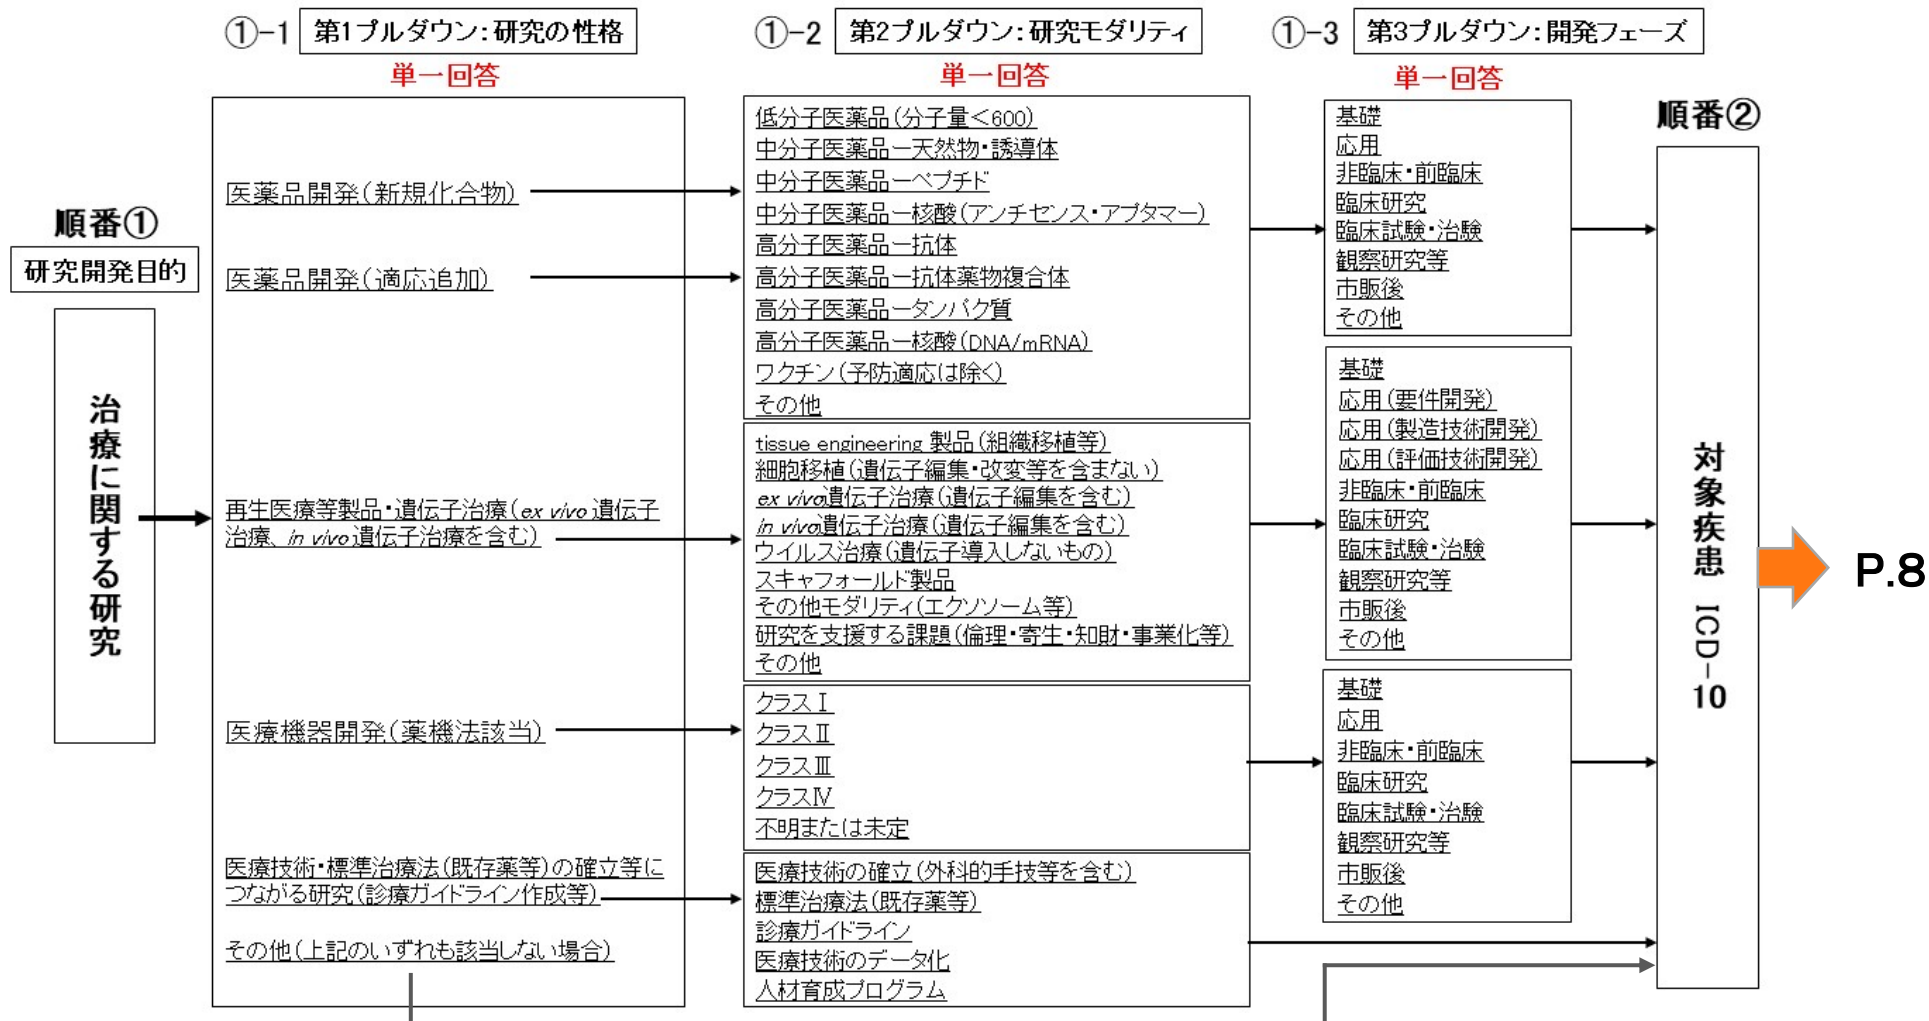 ①-1 第1プルダウン：研究の性格
単一回答
①-2 第2プルダウン：研究モダリティ
単一回答
①-3 第3プルダウン：開発フェーズ
単一回答
順番①
研究開発目的
治療に関する研究
医薬品開発（新規化合物）
医薬品開発（適応追加）
再生医療等製品・遺伝子治療（ex vivo 遺伝子
治療、in vivo 遺伝子治療を含む）
医療機器開発（薬機法該当）
医療技術・標準治療法（既存薬等）の確立等に
つながる研究（診療ガイドライン作成等）
その他（上記のいずれも該当しない場合）
低分子医薬品（分子量＜600）
中分子医薬品ー天然物・誘導体
中分子医薬品ーペプチド
中分子医薬品ー核酸（アンチセンス・アプタマー）
高分子医薬品ー抗体
高分子医薬品ー抗体薬物複合体
高分子医薬品ータンパク質
高分子医薬品ー核酸（DNA/mRNA）
ワクチン（予防適応は除く）
その他
tissue engineering 製品（組織移植等）
細胞移植（遺伝子編集・改変等を含まない）
ex vivo遺伝子治療（遺伝子編集を含む）
in vivo遺伝子治療（遺伝子編集を含む）
ウイルス治療（遺伝子導入しないもの）
スキャフォールド製品
その他モダリティ（エクソソーム等）
研究を支援する課題（倫理・寄生・知財・事業化等）
その他
クラスⅠ
クラスⅡ
クラスⅢ
クラスⅣ
不明または未定
医療技術の確立（外科的手技等を含む）
標準治療法（既存薬等）
診療ガイドライン
医療技術のデータ化
人材育成プログラム
基礎
応用
非臨床・前臨床
臨床研究
臨床試験・治験
観察研究等
市販後
その他
基礎
応用（要件開発）
応用（製造技術開発）
応用（評価技術開発）
非臨床・前臨床
臨床研究
臨床試験・治験
観察研究等
市販後
その他
基礎
応用
非臨床・前臨床
臨床研究
臨床試験・治験
観察研究等
市販後
その他
順番②
対象疾患 ICD-10
P.8